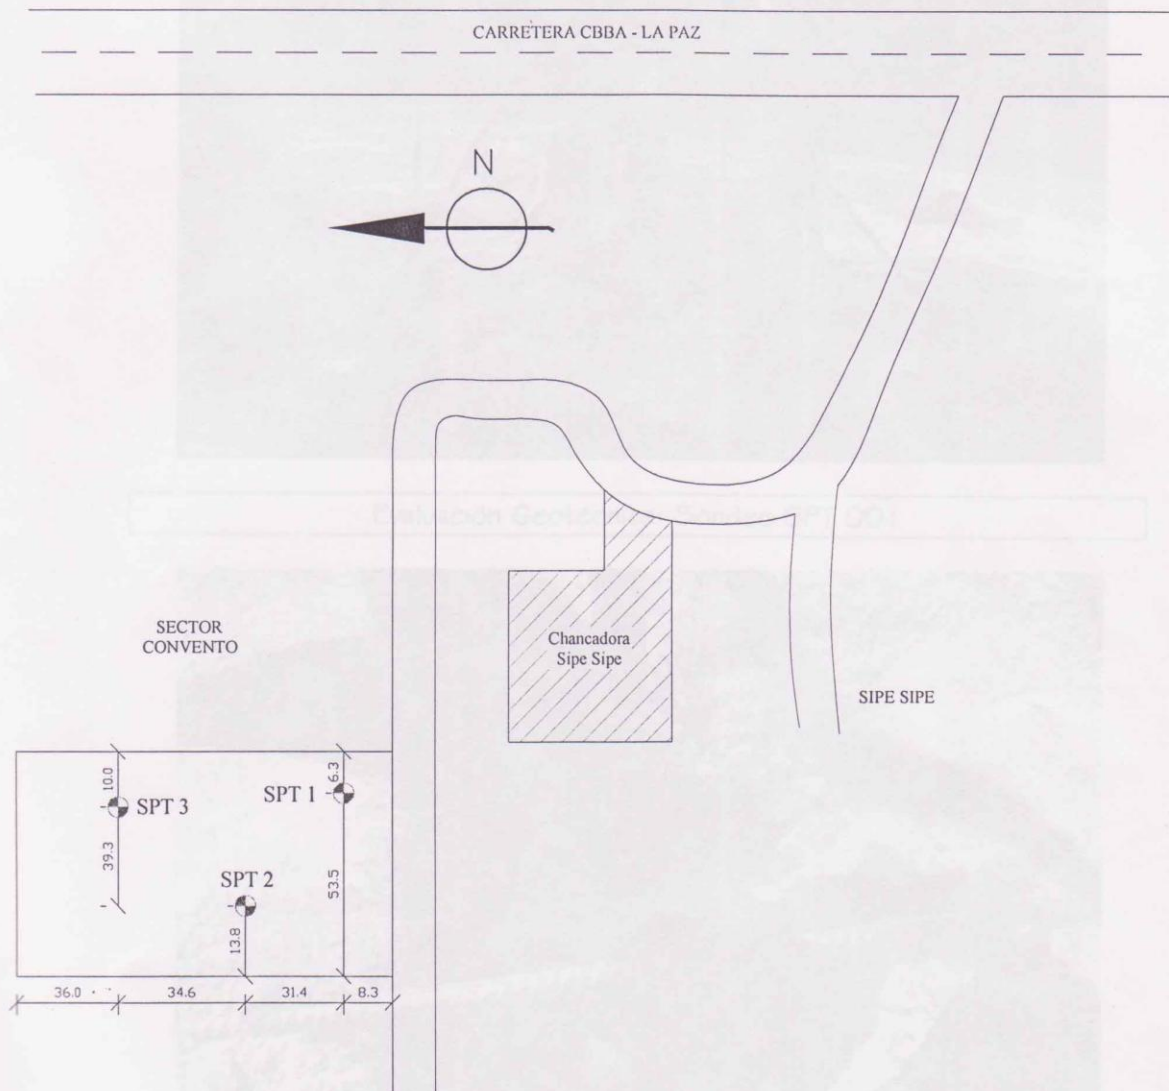 CARRETERA CBBA - LA PAZ
N
SECTOR
CONVENTO
Chancadora
Sipe Sipe
SIPE SIPE
10.0
SPT 3
39.3
SPT 1
6.3
53.5
SPT 2
13.8
36.0
34.6
31.4
8.3